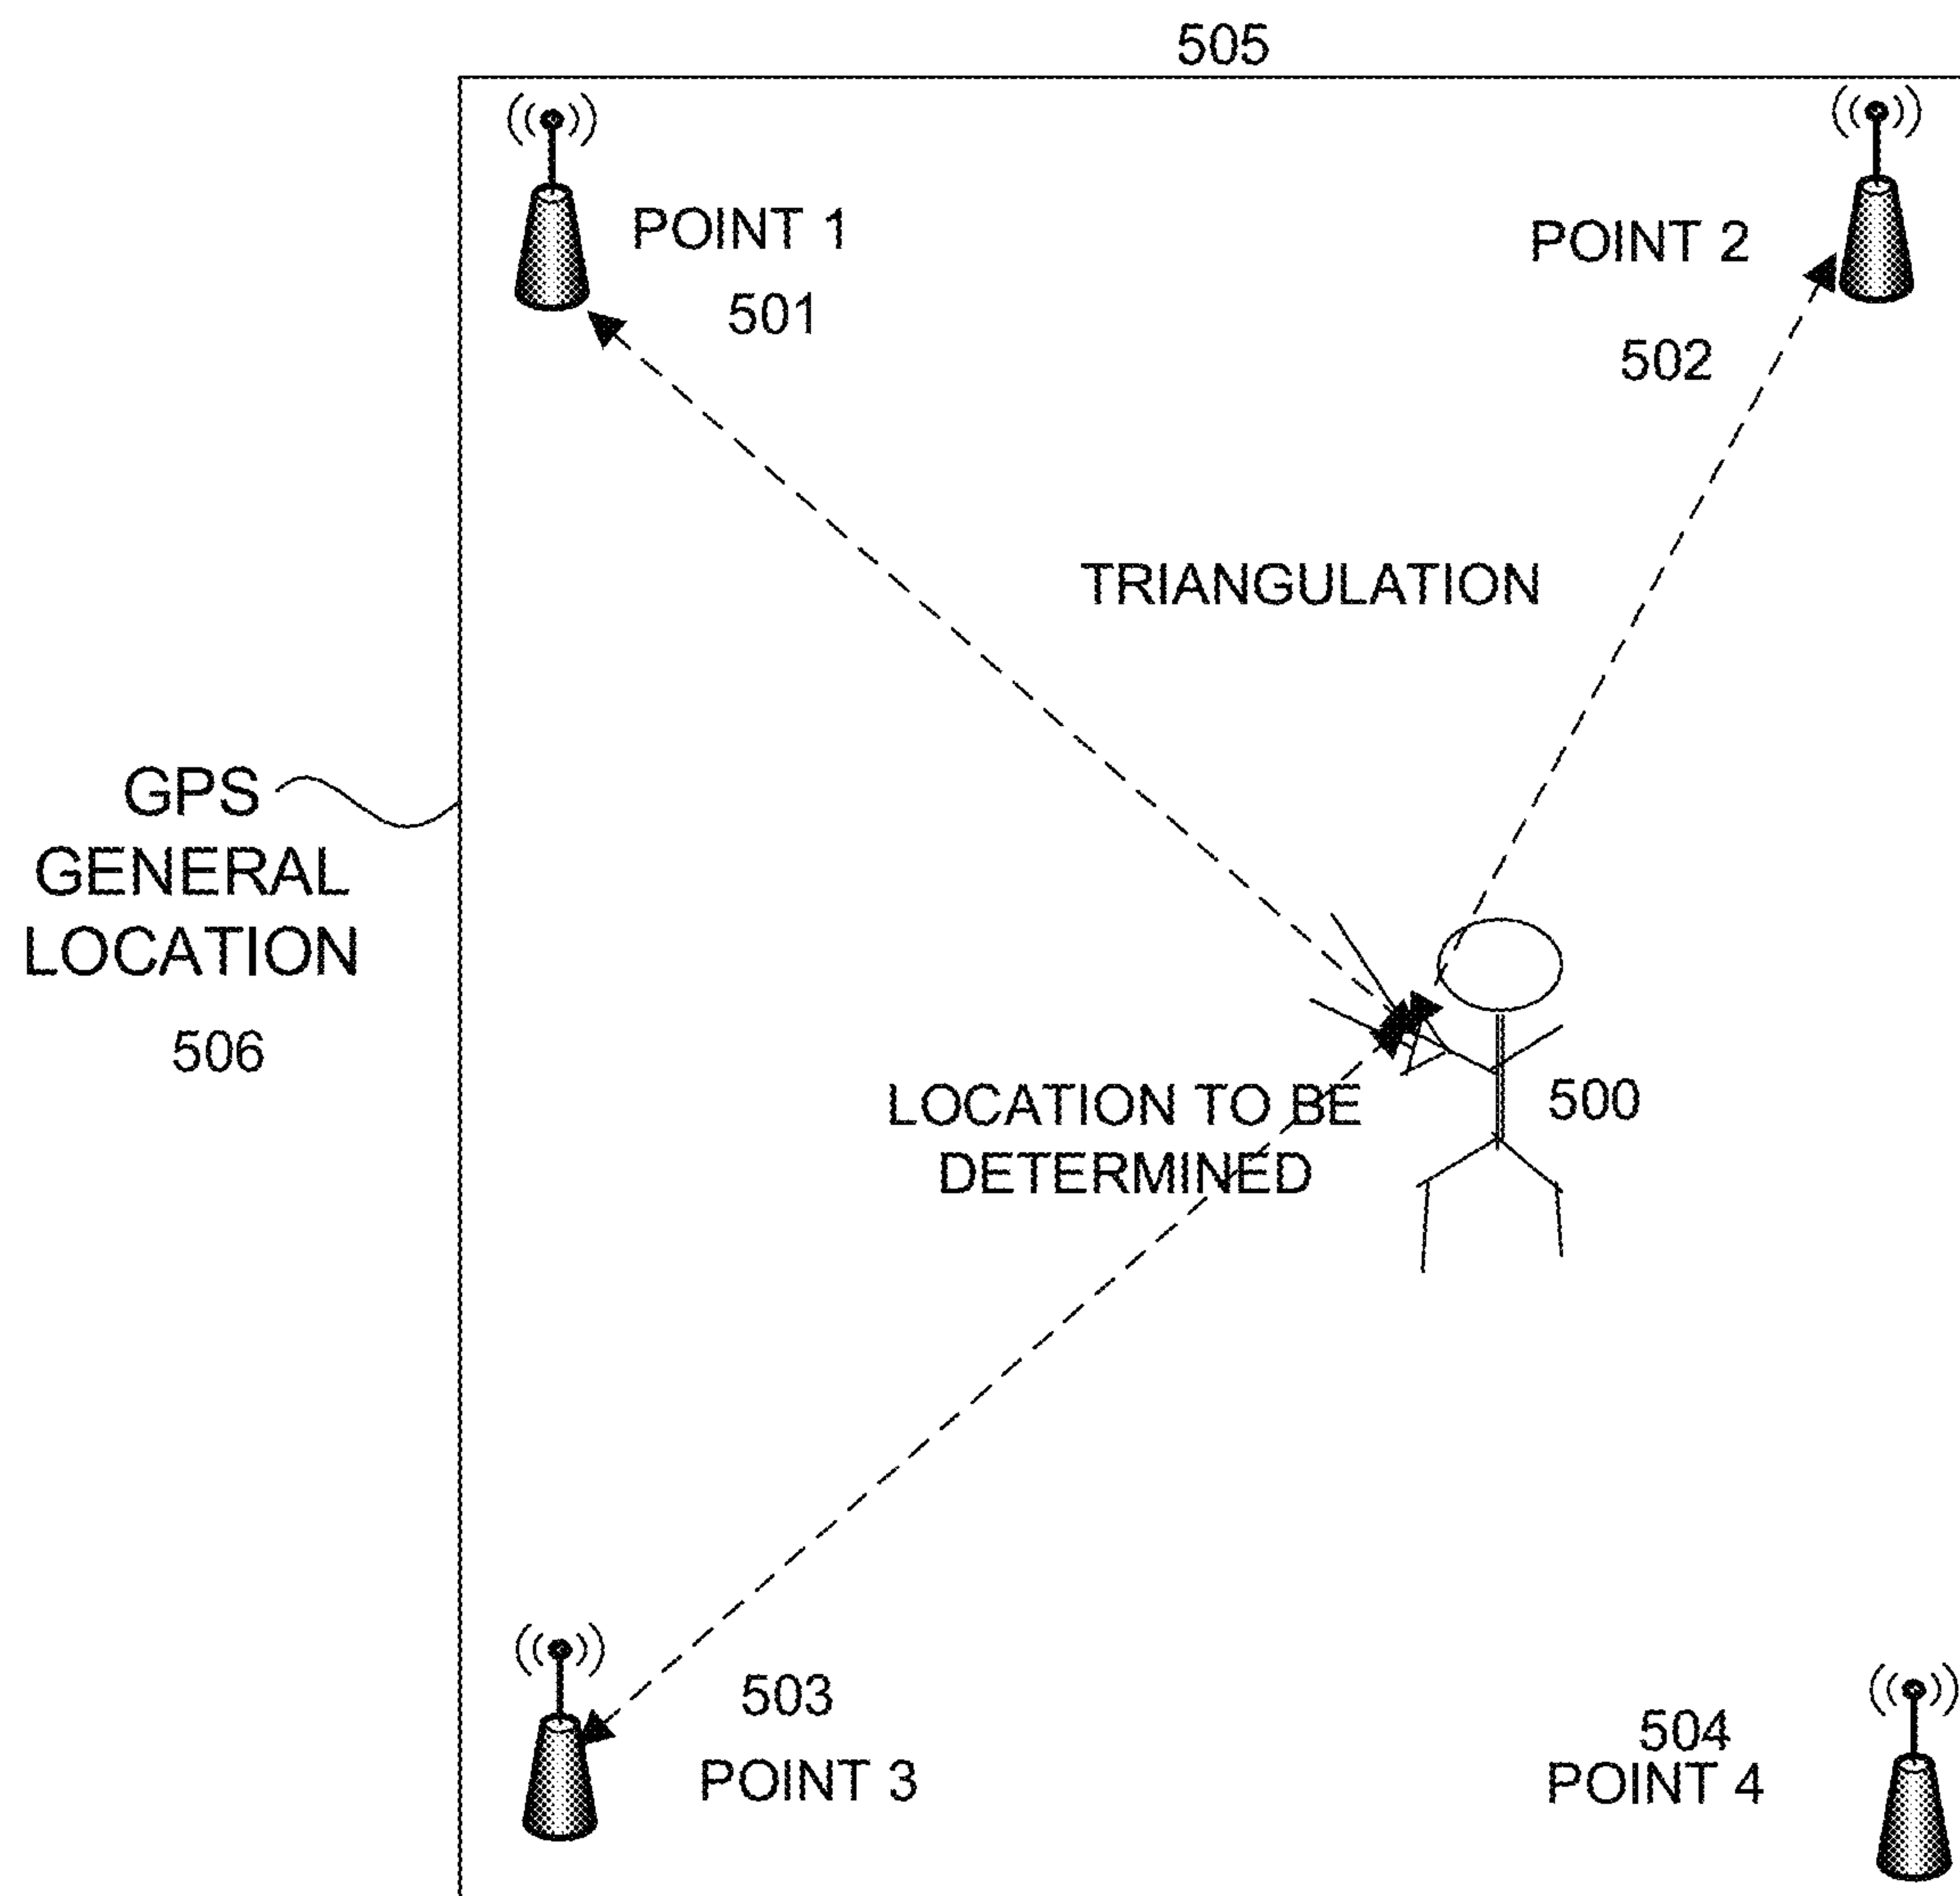 505
POINT 1
501
POINT 2
502
TRIANGULATION
GPS
GENERAL
LOCATION
506
LOCATION TO BE
DETERMINED
500
503
POINT 3
504
POINT 4